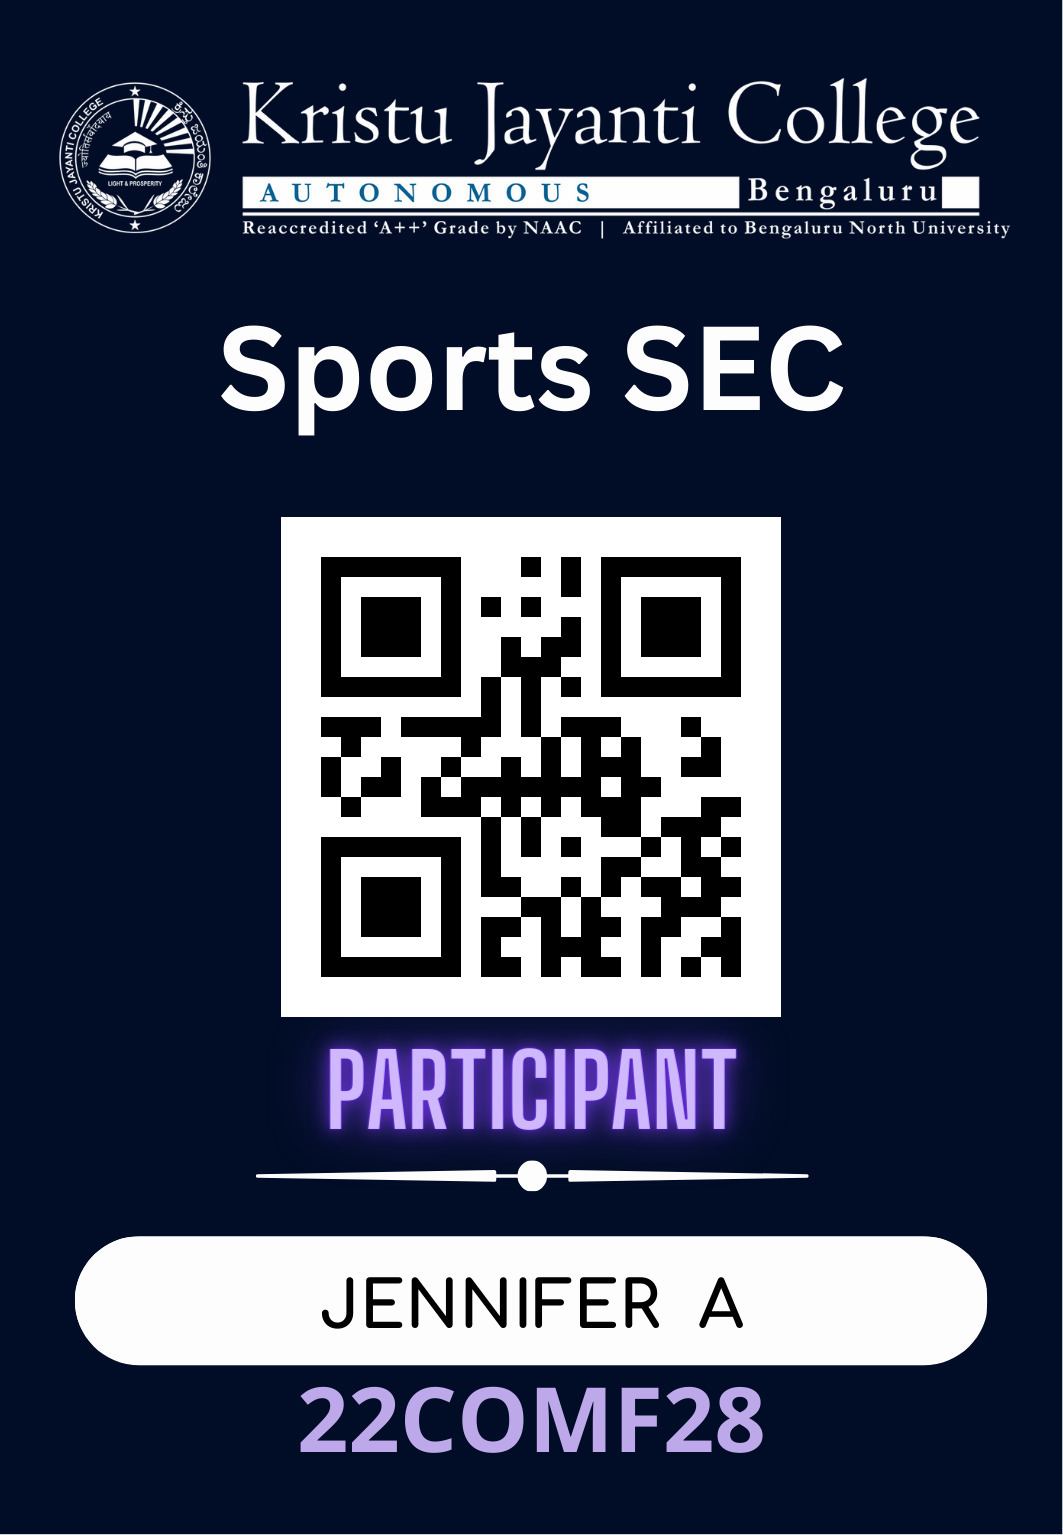 Kristu Jayanti College
AUTONOMOUS Bengaluru
Reaccredited ‘A++’ Grade by NAAC | Affiliated to Bengaluru North University
KRISTU JAYANTI COLLEGE
ಕ್ರಿಸ್ತು ಜಯಂತಿ ಕಾಲೇಜು
LIGHT & PROSPERITY
Sports SEC
PARTICIPANT
JENNIFER A
22COMF28